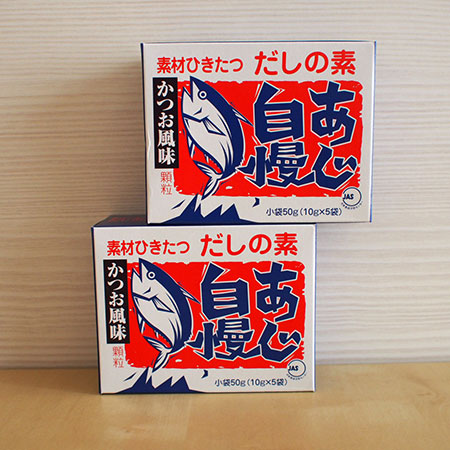 素材ひきたつ だしの素
かつお風味
顆粒
あじ
自慢
JAS
小袋50g(10g×5袋)
素材ひきたつ だしの素
かつお風味
顆粒
あじ
自慢
JAS
小袋50g(10g×5袋)